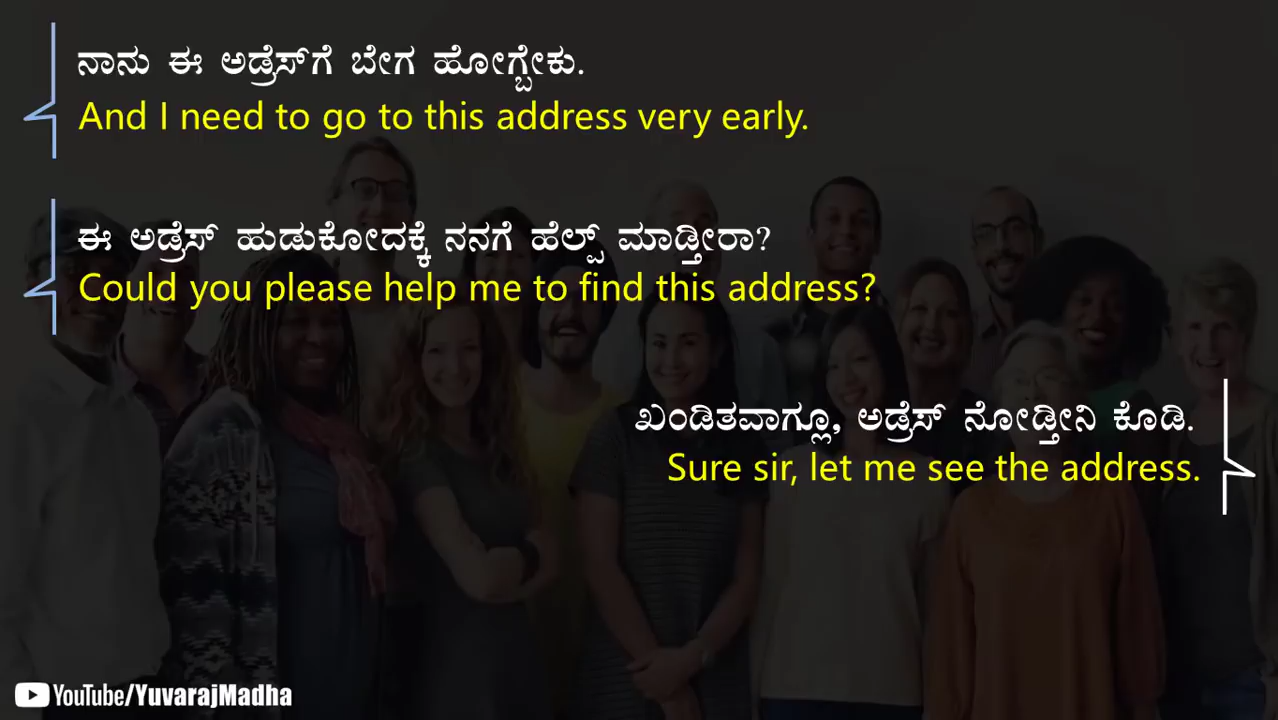 ನಾನು ಈ ಅಡ್ರೆಸ್‌ಗೆ ಬೇಗ ಹೋಗ್ಬೇಕು.
And I need to go to this address very early.
ಈ ಅಡ್ರೆಸ್ ಹುಡುಕೋದಕ್ಕೆ ನನಗೆ ಹೆಲ್ಪ್ ಮಾಡ್ತೀರಾ?
Could you please help me to find this address?
ಖಂಡಿತವಾಗ್ಲೂ, ಅಡ್ರೆಸ್ ನೋಡ್ತೀನಿ ಕೊಡಿ.
Sure sir, let me see the address.
YouTube/YuvarajMadha